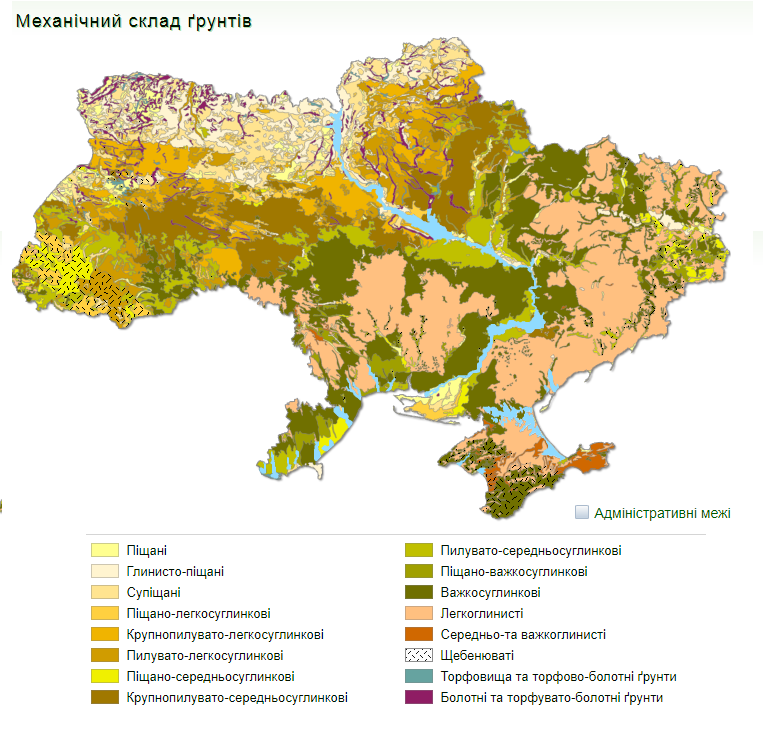 Механічний склад ґрунтів
Адміністративні межі
Піщані
Глинисто-піщані
Супіщані
Піщано-легкосуглинкові
Крупнопилувато-легкосуглинкові
Пилувато-легкосуглинкові
Піщано-середньосуглинкові
Крупнопилувато-середньосуглинкові
Пилувато-середньосуглинкові
Піщано-важкосуглинкові
Важкосуглинкові
Легкоглинисті
Середньо-та важкоглинисті
Щебенюваті
Торфовища та торфово-болотні ґрунти
Болотні та торфувато-болотні ґрунти